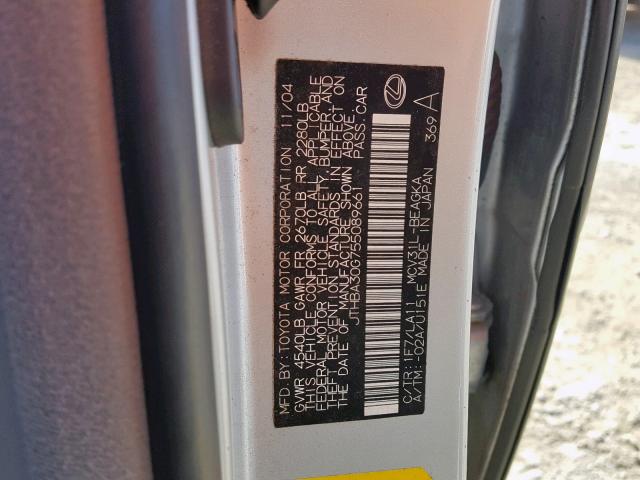 MFD BY: TOYOTA MOTOR CORPORATION 11/04
GVWR 4540LB GAWR FR 2670LB RR 2280LB
THIS VEHICLE CONFORMS TO ALL APPLICABLE
FEDERAL MOTOR VEHICLE SAFETY, BUMPER, AND
THEFT PREVENTION STANDARDS IN EFFECT ON
THE DATE OF MANUFACTURE SHOWN ABOVE.
JTHBA30G755089661 PASS.CAR
C/TR: 1F7/LA11 MCV31L-BEAGKA
A/TM: -02A/U151E MADE IN JAPAN 369 A